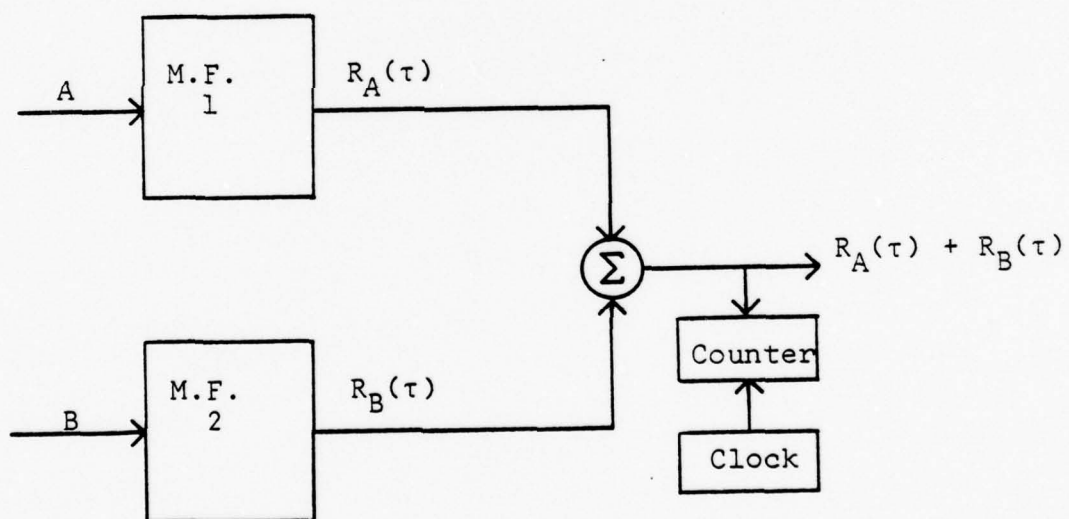 A
M.F.
1
R_A(τ)
Σ
R_A(τ) + R_B(τ)
Counter
B
M.F.
2
R_B(τ)
Clock